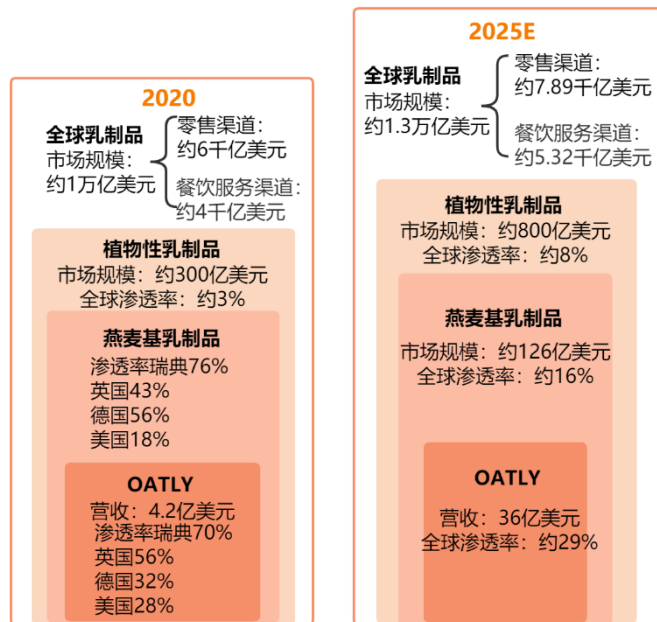 2020
全球乳制品
市场规模：
约1万亿美元
零售渠道：
约6千亿美元
餐饮服务渠道：
约4千亿美元
植物性乳制品
市场规模：约300亿美元
全球渗透率：约3%
燕麦基乳制品
渗透率瑞典76%
英国43%
德国56%
美国18%
OATLY
营收：4.2亿美元
渗透率瑞典70%
英国56%
德国32%
美国28%
2025E
全球乳制品
市场规模：
约1.3万亿美元
零售渠道：
约7.89千亿美元
餐饮服务渠道：
约5.32千亿美元
植物性乳制品
市场规模：约800亿美元
全球渗透率：约8%
燕麦基乳制品
市场规模：约126亿美元
全球渗透率：约16%
OATLY
营收：36亿美元
全球渗透率：约29%